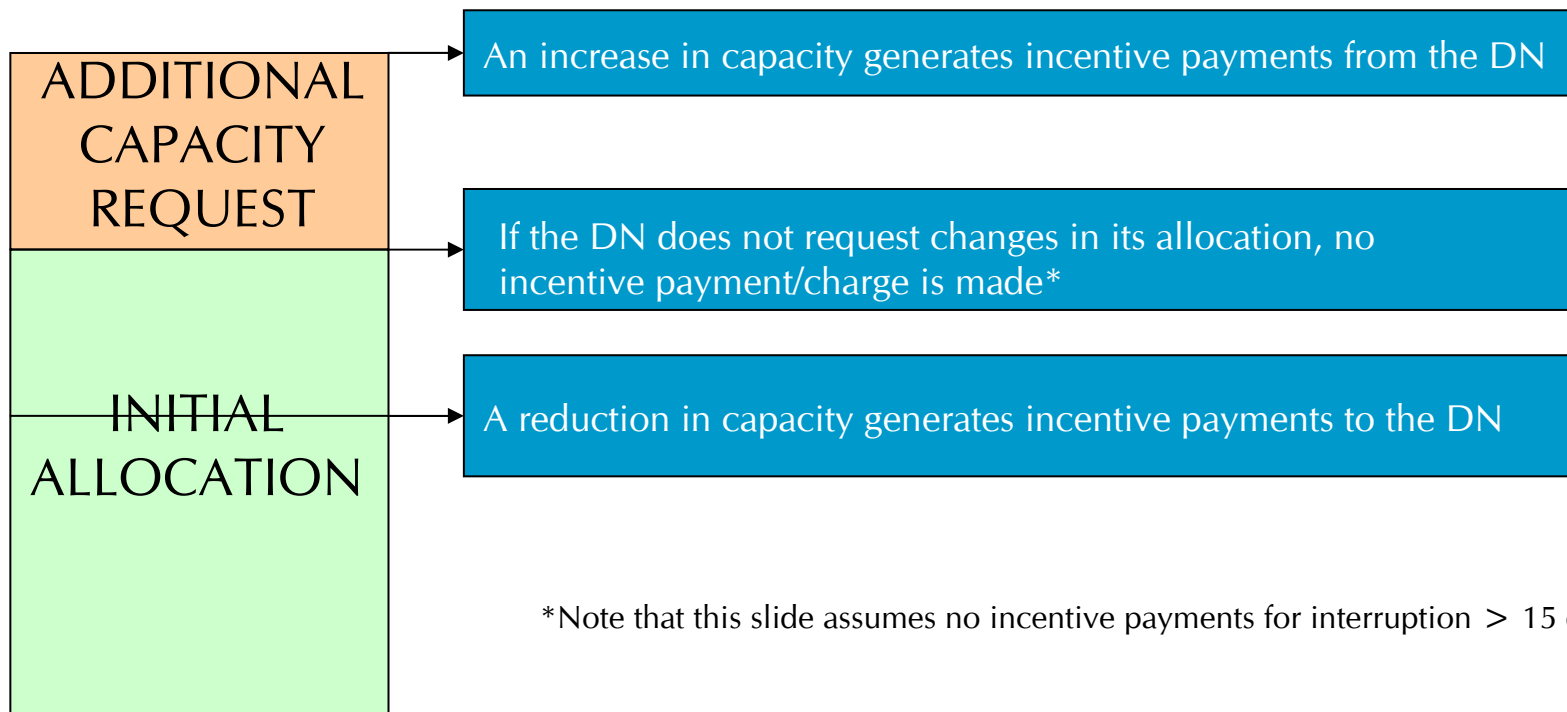 ADDITIONAL
CAPACITY
REQUEST
An increase in capacity generates incentive payments from the DN
If the DN does not request changes in its allocation, no
incentive payment/charge is made*
INITIAL
ALLOCATION
A reduction in capacity generates incentive payments to the DN
*Note that this slide assumes no incentive payments for interruption > 15